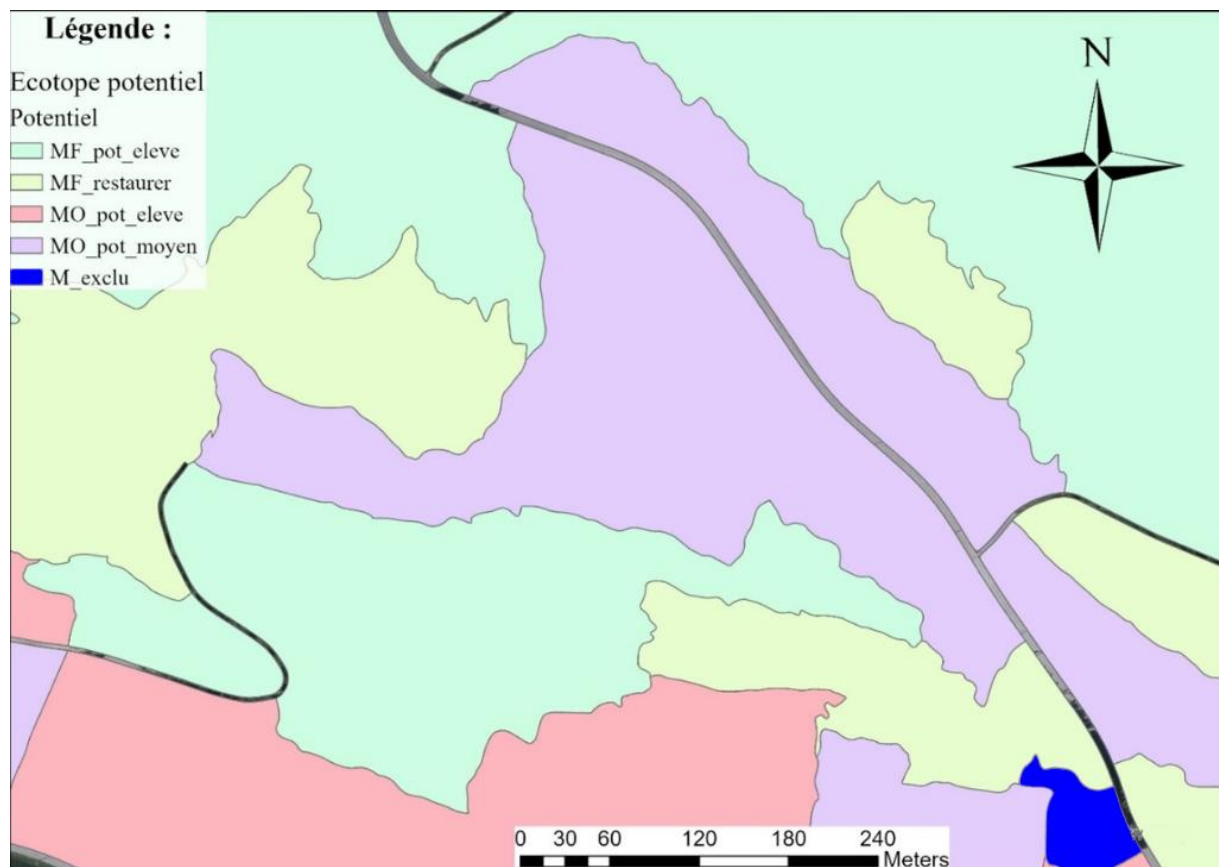 Légende :
Ecotope potentiel
Potentiel
MF_pot_eleve
MF_restaurer
MO_pot_eleve
MO_pot_moyen
M_exclu
N
0 30 60 120 180 240
Meters